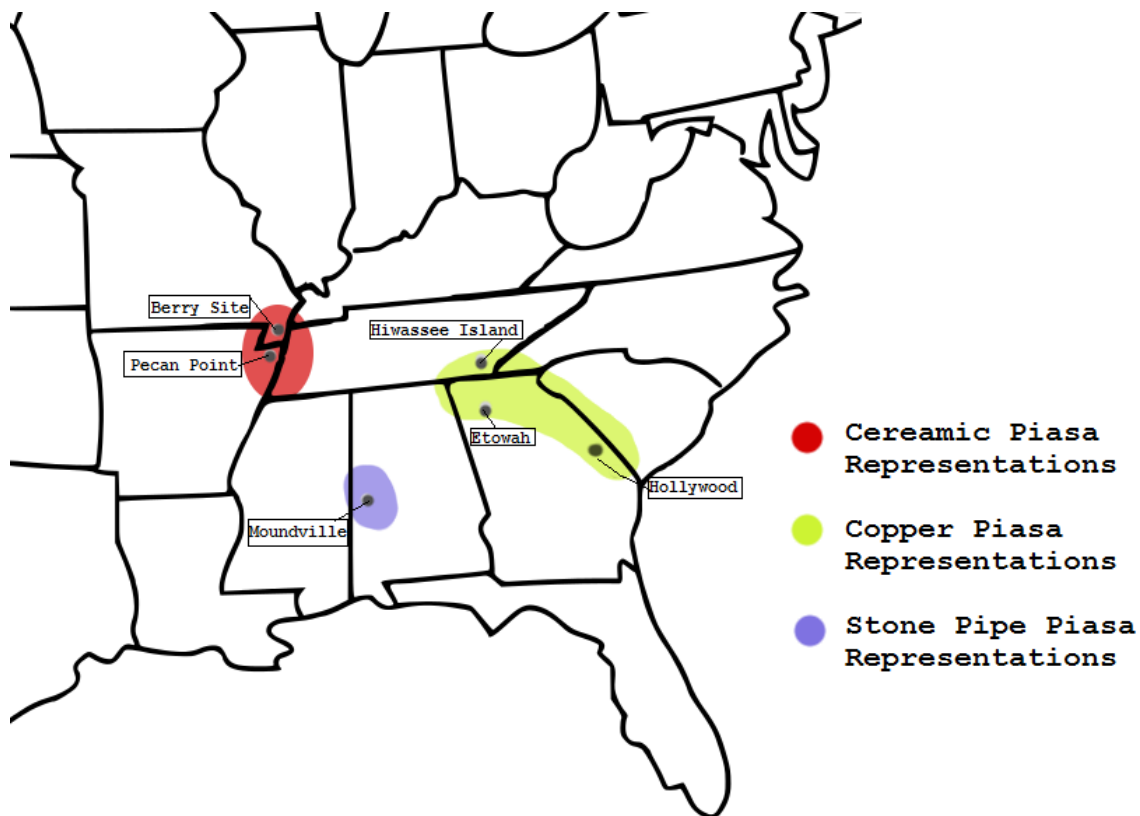 Berry Site
Hiwassee Island
Pecan Point
Etowah
Hollywood
Moundville
Cereamic Piasa
Representations
Copper Piasa
Representations
Stone Pipe Piasa
Representations